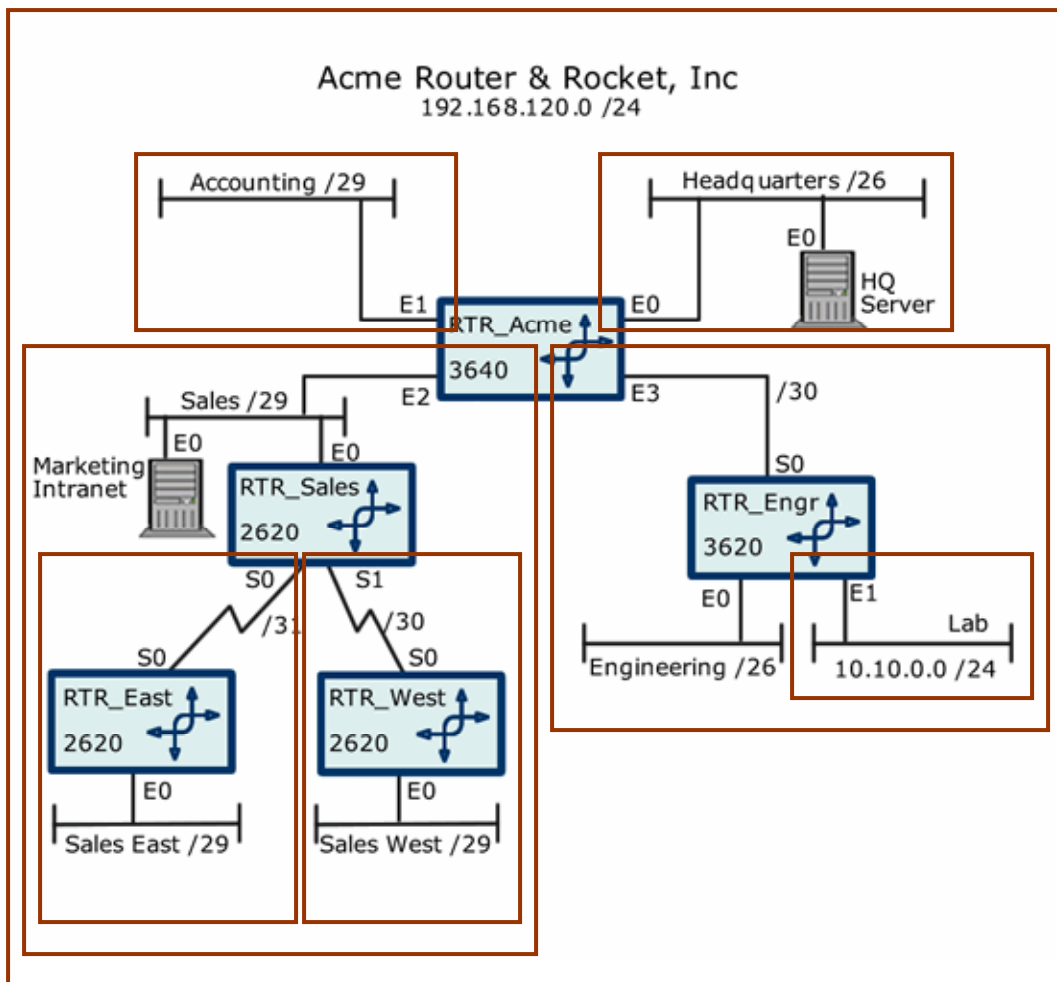 Acme Router & Rocket, Inc
192.168.120.0 /24
Accounting /29
Headquarters /26
E0
HQ
Server
E1
RTR_Acme
E0
3640
E2
E3
/30
Sales /29
E0
Marketing
Intranet
E0
RTR_Sales
2620
S0
S1
S0
RTR_Engr
3620
E0
E1
Lab
Engineering /26
10.10.0.0 /24
/31
/30
S0
RTR_East
2620
E0
Sales East /29
S0
RTR_West
2620
E0
Sales West /29